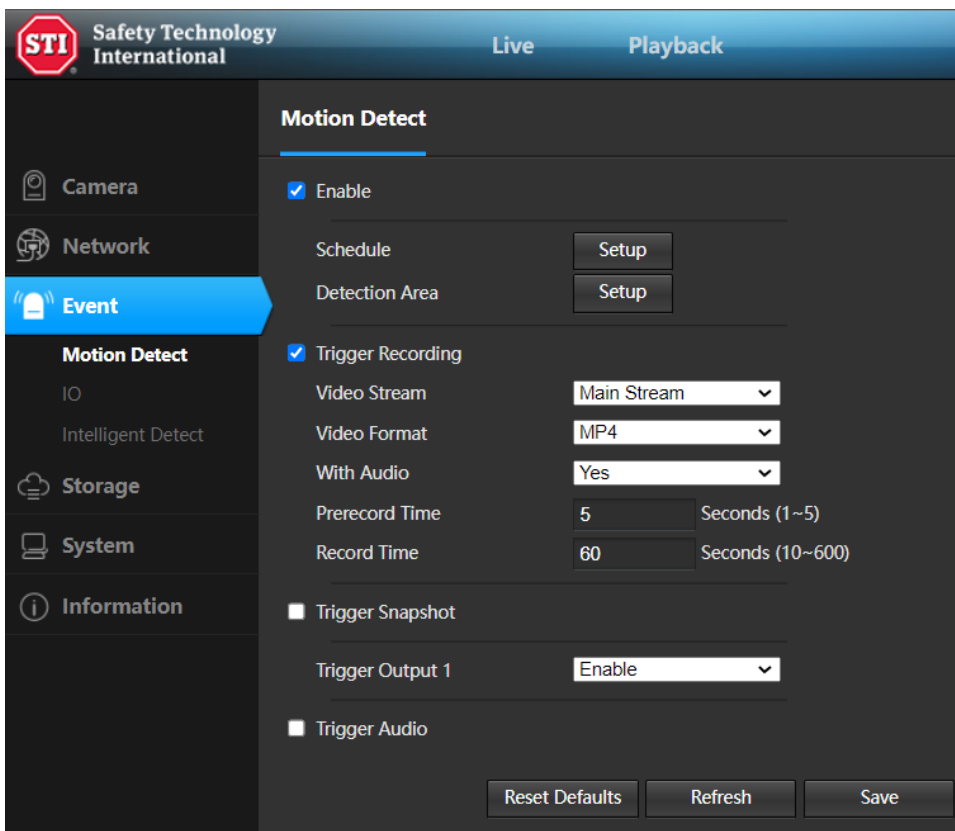 STI
Safety Technology
International
Live
Playback
Camera
Network
Event
Motion Detect
IO
Intelligent Detect
Storage
System
Information
Motion Detect
Enable
Schedule Setup
Detection Area Setup
Trigger Recording
Video Stream Main Stream
Video Format MP4
With Audio Yes
Prerecord Time 5 Seconds (1~5)
Record Time 60 Seconds (10~600)
Trigger Snapshot
Trigger Output 1 Enable
Trigger Audio
Reset Defaults Refresh Save